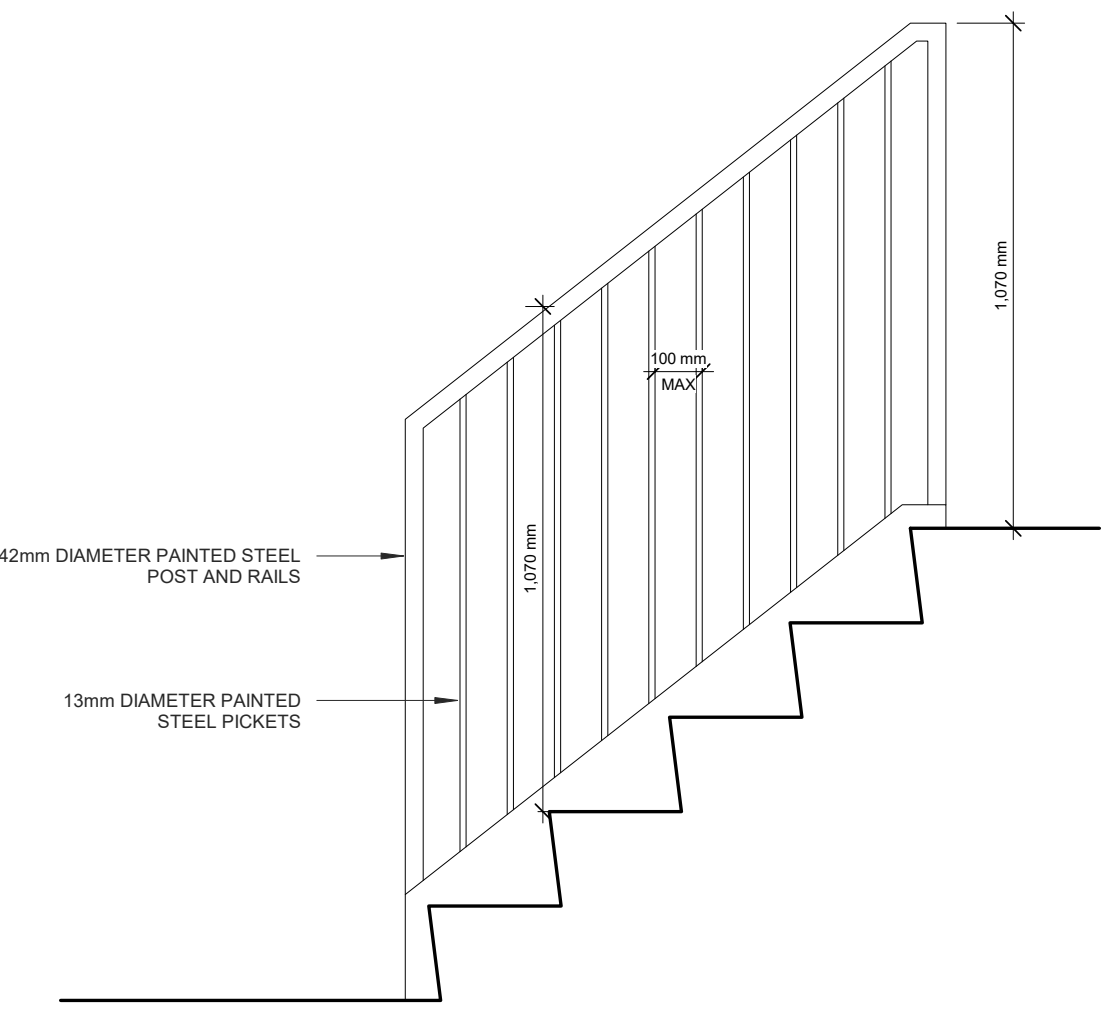 1,070 mm
100 mm
MAX
1,070 mm
42mm DIAMETER PAINTED STEEL
POST AND RAILS
13mm DIAMETER PAINTED
STEEL PICKETS